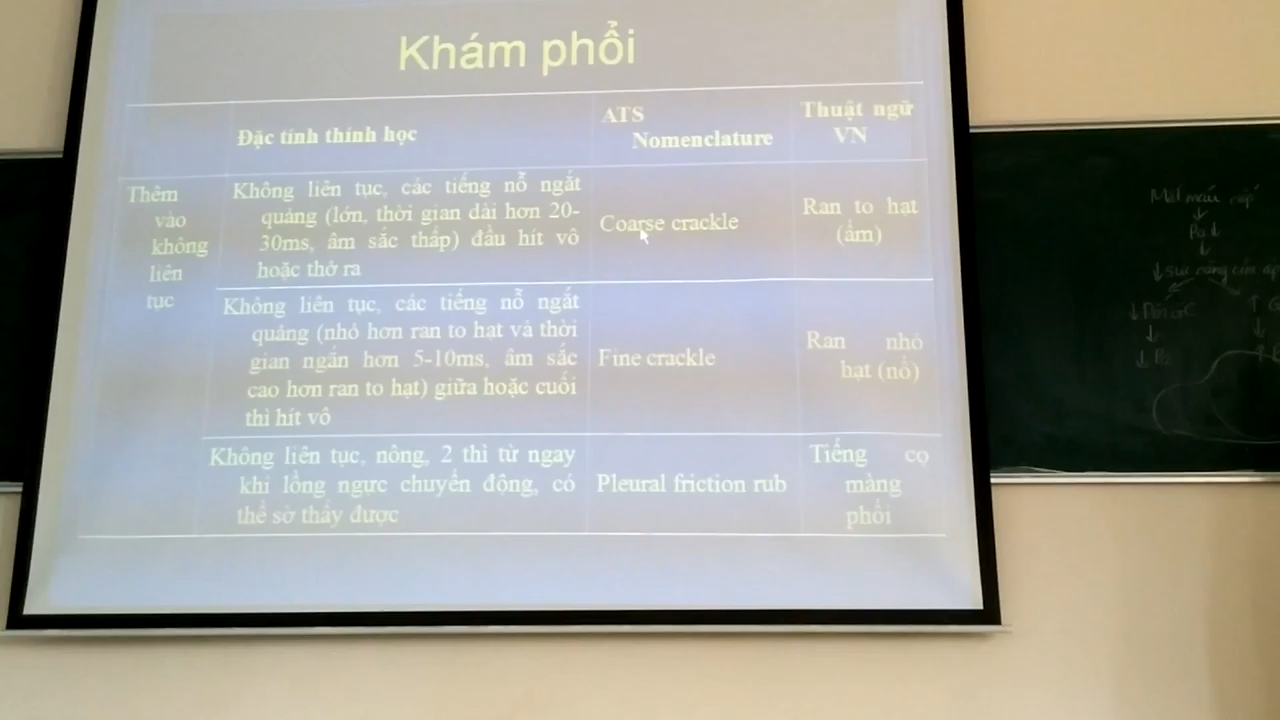 Khám phổi
Đặc tính thính học
ATS
Nomenclature
Thuật ngữ
VN
Thêm
vào
không
liên
tục
Không liên tục, các tiếng nổ ngắt
quảng (lớn, thời gian dài hơn 20-
30ms, âm sắc thấp) đầu hít vô
hoặc thở ra
Coarse crackle
Ran to hạt
(ẩm)
Không liên tục, các tiếng nổ ngắt
quảng (nhỏ hơn ran to hạt và thời
gian ngắn hơn 5-10ms, âm sắc
cao hơn ran to hạt) giữa hoặc cuối
thì hít vô
Fine crackle
Ran nhỏ
hạt (nổ)
Không liên tục, nông, 2 thì từ ngay
khi lồng ngực chuyển động, có
thể sờ thấy được
Pleural friction rub
Tiếng cọ
màng
phổi
Mất máu cấp